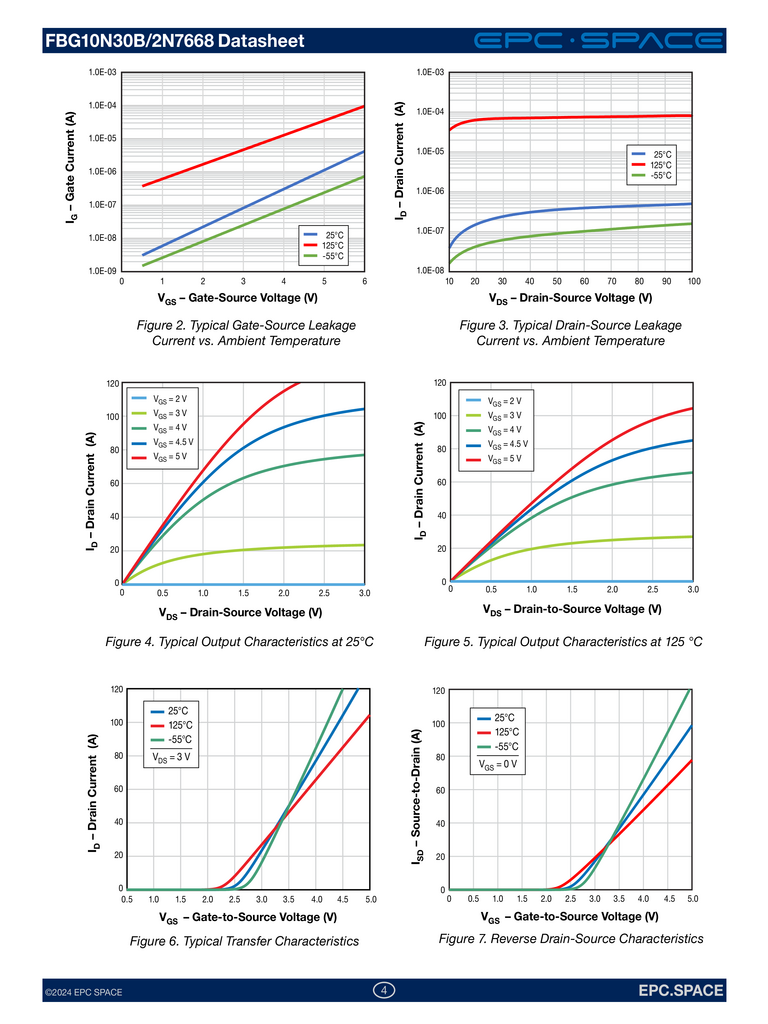 FBG10N30B/2N7668 Datasheet
EPC·SPACE
1.0E-03
1.0E-04
1.0E-05
1.0E-06
1.0E-07
1.0E-08
1.0E-09
IG – Gate Current (A)
25°C
125°C
-55°C
0 1 2 3 4 5 6
VGS – Gate-Source Voltage (V)
Figure 2. Typical Gate-Source Leakage
Current vs. Ambient Temperature
1.0E-03
1.0E-04
1.0E-05
1.0E-06
1.0E-07
1.0E-08
ID – Drain Current (A)
25°C
125°C
-55°C
10 20 30 40 50 60 70 80 90 100
VDS – Drain-Source Voltage (V)
Figure 3. Typical Drain-Source Leakage
Current vs. Ambient Temperature
120
100
80
60
40
20
0
ID – Drain Current (A)
VGS = 2 V
VGS = 3 V
VGS = 4 V
VGS = 4.5 V
VGS = 5 V
0 0.5 1.0 1.5 2.0 2.5 3.0
VDS – Drain-Source Voltage (V)
Figure 4. Typical Output Characteristics at 25°C
120
100
80
60
40
20
0
ID – Drain Current (A)
VGS = 2 V
VGS = 3 V
VGS = 4 V
VGS = 4.5 V
VGS = 5 V
0 0.5 1.0 1.5 2.0 2.5 3.0
VDS – Drain-to-Source Voltage (V)
Figure 5. Typical Output Characteristics at 125 °C
120
100
80
60
40
20
0
ID – Drain Current (A)
25°C
125°C
-55°C
VDS = 3 V
0.5 1.0 1.5 2.0 2.5 3.0 3.5 4.0 4.5 5.0
VGS – Gate-to-Source Voltage (V)
Figure 6. Typical Transfer Characteristics
120
100
80
60
40
20
0
ISD – Source-to-Drain (A)
25°C
125°C
-55°C
VGS = 0 V
0 0.5 1.0 1.5 2.0 2.5 3.0 3.5 4.0 4.5 5.0
VGS – Gate-to-Source Voltage (V)
Figure 7. Reverse Drain-Source Characteristics
©2024 EPC SPACE
4
EPC.SPACE